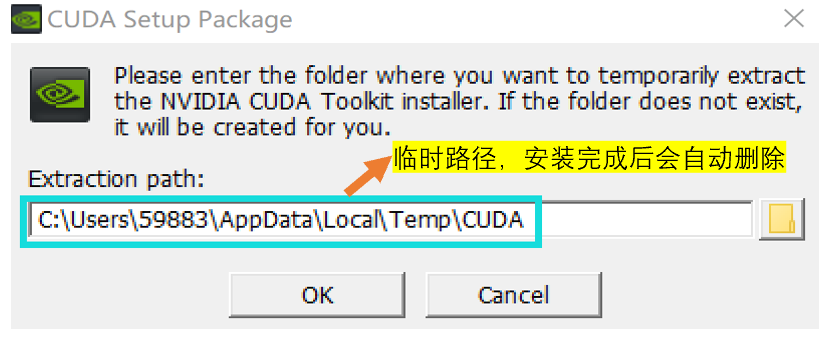 CUDA Setup Package
Please enter the folder where you want to temporarily extract
the NVIDIA CUDA Toolkit installer. If the folder does not exist,
it will be created for you.
临时路径，安装完成后会自动删除
Extraction path:
C:\Users\59883\AppData\Local\Temp\CUDA
OK
Cancel